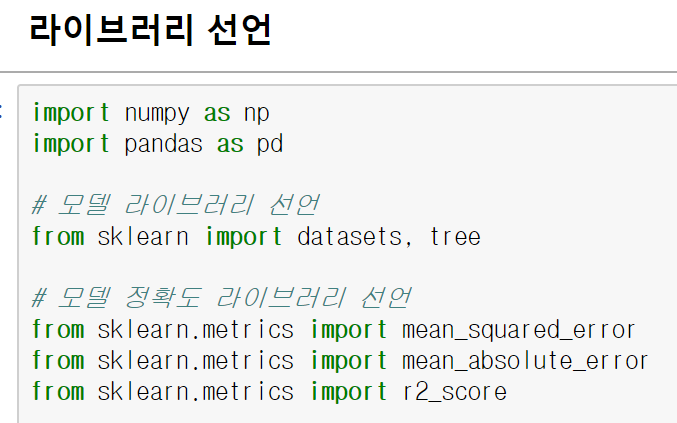 라이브러리 선언
:
import numpy as np
import pandas as pd
# 모델 라이브러리 선언
from sklearn import datasets, tree
# 모델 정확도 라이브러리 선언
from sklearn.metrics import mean_squared_error
from sklearn.metrics import mean_absolute_error
from sklearn.metrics import r2_score